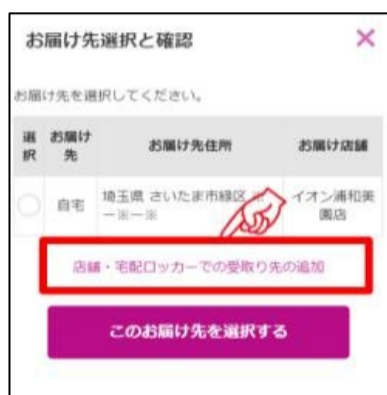 お届け先選択と確認 ×
お届け先を選択してください。
選択 お届け先 お届け先住所 お届け店舗
自宅 埼玉県 さいたま市緑区 ※ー※ー※ イオン浦和美園店
店舗・宅配ロッカーでの受取り先の追加
このお届け先を選択する